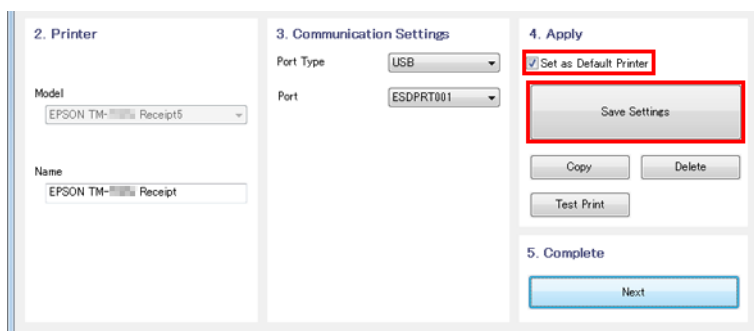 2. Printer
Model
EPSON TM- Receipt5
Name
EPSON TM- Receipt
3. Communication Settings
Port Type
USB
Port
ESDPRT001
4. Apply
Set as Default Printer
Save Settings
Copy
Delete
Test Print
5. Complete
Next